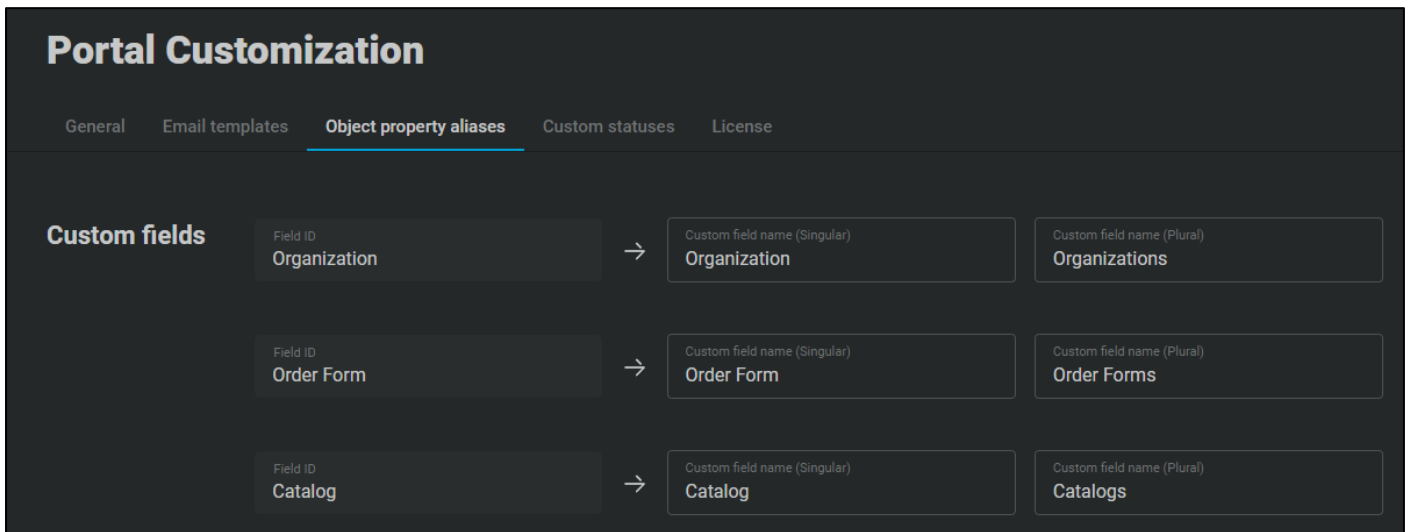 Portal Customization
General Email templates Object property aliases Custom statuses License
Custom fields
Field ID
Organization
Custom field name (Singular)
Organization
Custom field name (Plural)
Organizations
Field ID
Order Form
Custom field name (Singular)
Order Form
Custom field name (Plural)
Order Forms
Field ID
Catalog
Custom field name (Singular)
Catalog
Custom field name (Plural)
Catalogs